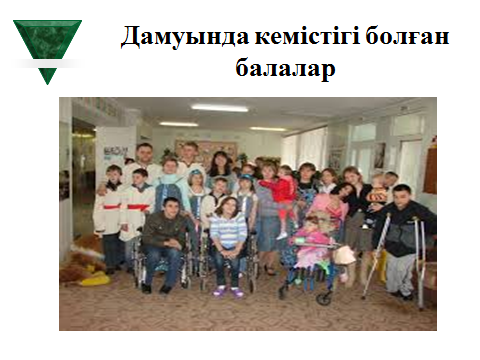 Дамуында кемістігі болған
балалар